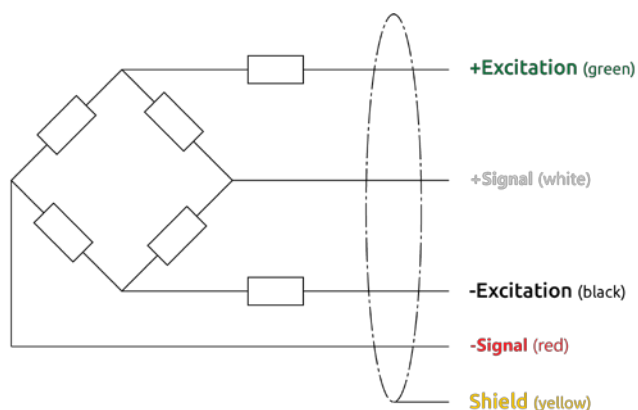 +Excitation (green)
+Signal (white)
-Excitation (black)
-Signal (red)
Shield (yellow)